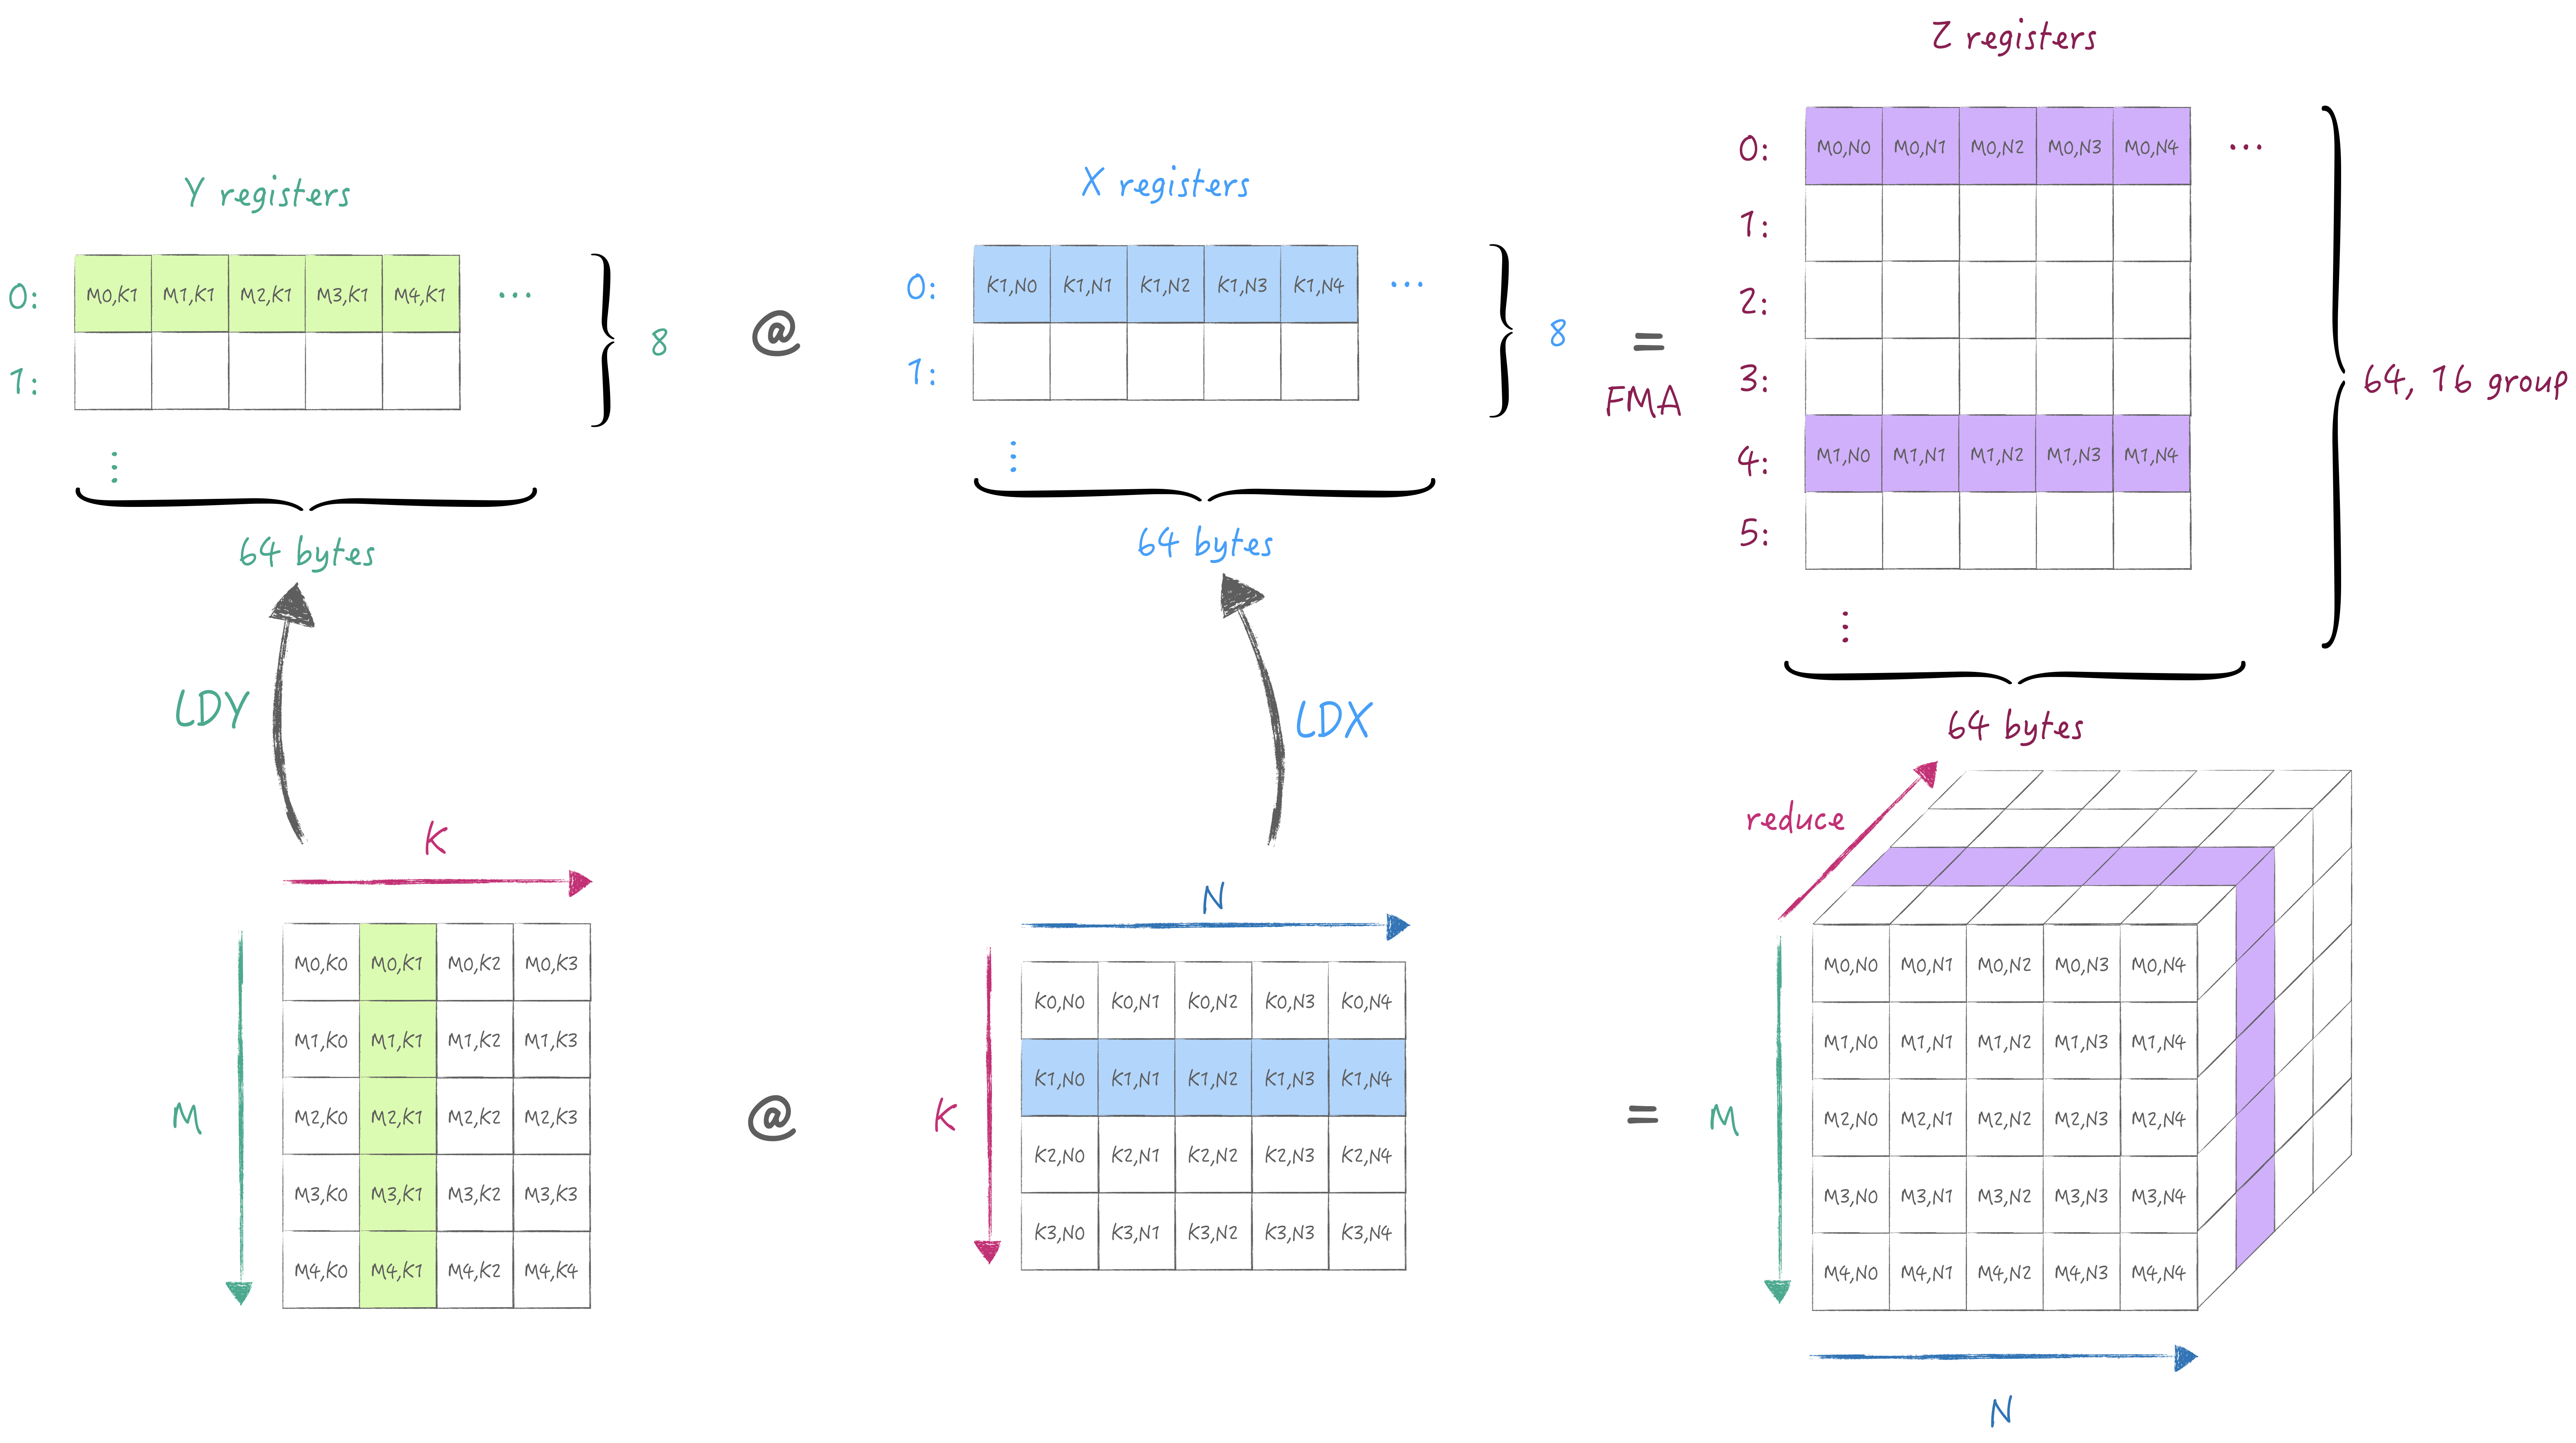 Z registers
0:
M0,N0 M0,N1 M0,N2 M0,N3 M0,N4 ...
1:
2:
3:
4:
M1,N0 M1,N1 M1,N2 M1,N3 M1,N4
5:
⋮
64, 16 group
64 bytes
Y registers
0:
M0,K1 M1,K1 M2,K1 M3,K1 M4,K1 ...
1:
⋮
8
64 bytes
@
X registers
0:
K1,N0 K1,N1 K1,N2 K1,N3 K1,N4 ...
1:
⋮
8
64 bytes
=
FMA
LDY
LDX
K
M
M0,K0 M0,K1 M0,K2 M0,K3
M1,K0 M1,K1 M1,K2 M1,K3
M2,K0 M2,K1 M2,K2 M2,K3
M3,K0 M3,K1 M3,K2 M3,K3
M4,K0 M4,K1 M4,K2 M4,K4
@
N
K
K0,N0 K0,N1 K0,N2 K0,N3 K0,N4
K1,N0 K1,N1 K1,N2 K1,N3 K1,N4
K2,N0 K2,N1 K2,N2 K2,N3 K2,N4
K3,N0 K3,N1 K3,N2 K3,N3 K3,N4
=
reduce
M
M0,N0 M0,N1 M0,N2 M0,N3 M0,N4
M1,N0 M1,N1 M1,N2 M1,N3 M1,N4
M2,N0 M2,N1 M2,N2 M2,N3 M2,N4
M3,N0 M3,N1 M3,N2 M3,N3 M3,N4
M4,N0 M4,N1 M4,N2 M4,N3 M4,N4
N